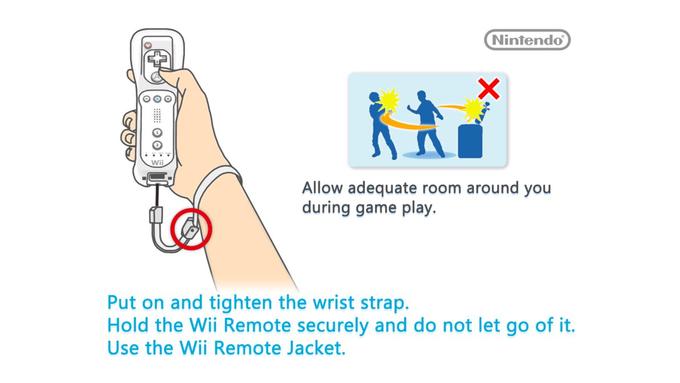 Nintendo
Wii
Allow adequate room around you
during game play.
Put on and tighten the wrist strap.
Hold the Wii Remote securely and do not let go of it.
Use the Wii Remote Jacket.